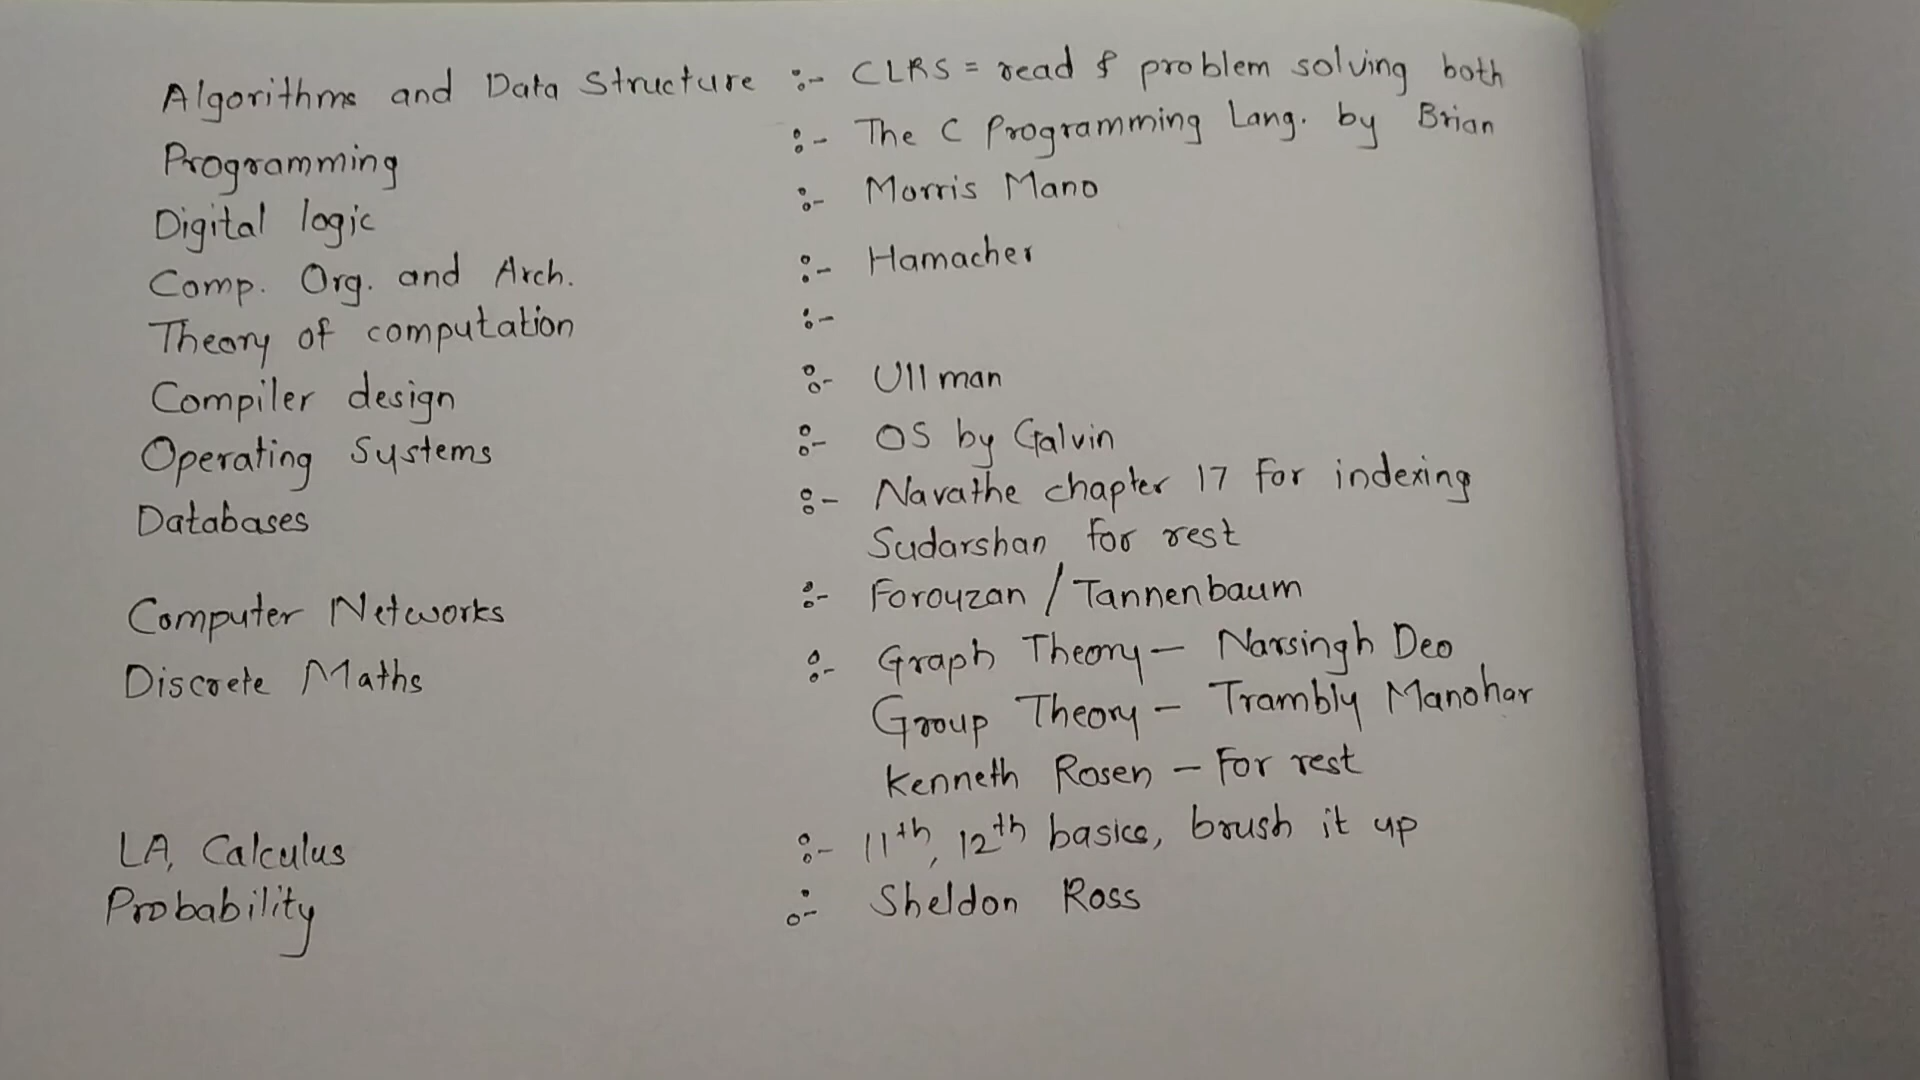 Algorithms and Data Structure :- CLRS = read & problem solving both
Programming :- The C Programming Lang. by Brian
Digital logic :- Morris Mano
Comp. Org. and Arch. :- Hamacher
Theory of computation :-
Compiler design :- Ullman
Operating Systems :- OS by Galvin
Databases :- Navathe chapter 17 for indexing
Sudarshan for rest
Computer Networks :- Forouzan / Tannenbaum
Discrete Maths :- Graph Theory - Narsingh Deo
Group Theory - Trambly Manohar
Kenneth Rosen - For rest
LA, Calculus :- 11th, 12th basics, brush it up
Probability :- Sheldon Ross